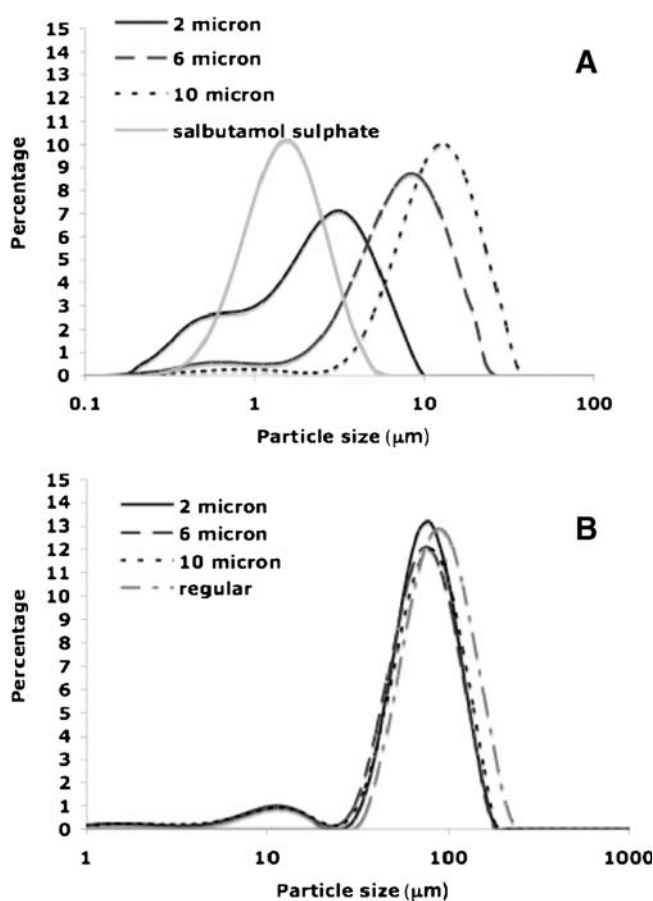 2 micron
6 micron
10 micron
salbutamol sulphate
A
Percentage
15
14
13
12
11
10
9
8
7
6
5
4
3
2
1
0
0.1 1 10 100
Particle size (μm)
2 micron
6 micron
10 micron
regular
B
Percentage
15
14
13
12
11
10
9
8
7
6
5
4
3
2
1
0
1 10 100 1000
Particle size (μm)